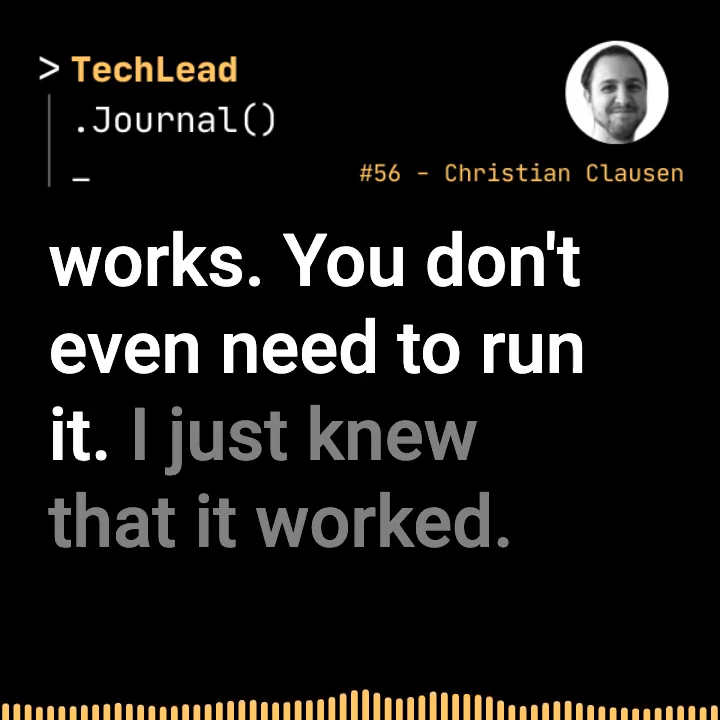 > TechLead
.Journal()
_
#56 - Christian Clausen
works. You don't
even need to run
it. I just knew
that it worked.